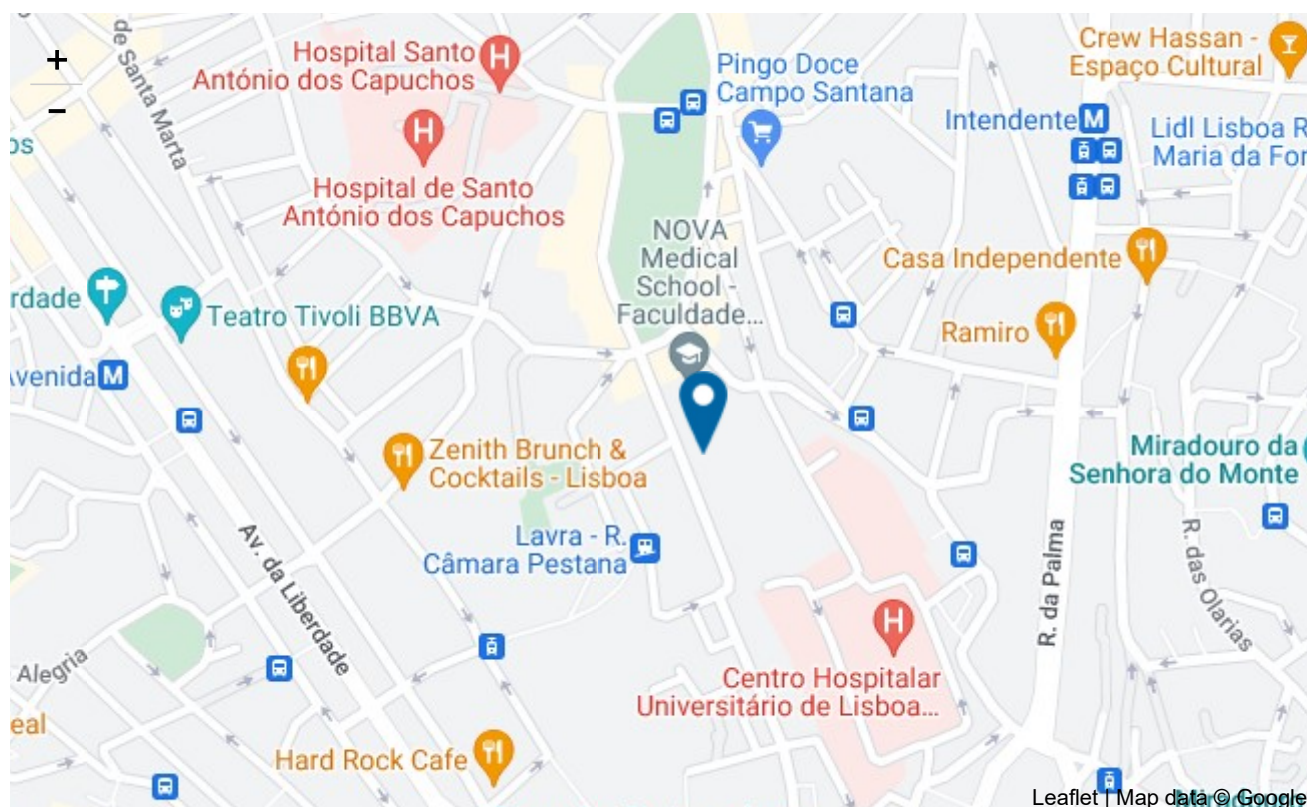 +
−
de Santa Marta
Hospital Santo
António dos Capuchos
H
H
Hospital de Santo
António dos Capuchos
Pingo Doce
Campo Santana
Crew Hassan -
Espaço Cultural
Intendente M
Lidl Lisboa R
Maria da For
os
NOVA
Medical
School -
Faculdade...
Casa Independente
rdade
Teatro Tivoli BBVA
Ramiro
Avenida M
Zenith Brunch &
Cocktails - Lisboa
Miradouro da
Senhora do Monte
Lavra - R.
Câmara Pestana
Av. da Liberdade
R. da Palma
R. das Olarias
H
Centro Hospitalar
Universitário de Lisboa...
Alegria
eal
Hard Rock Cafe
Leaflet | Map data © Google